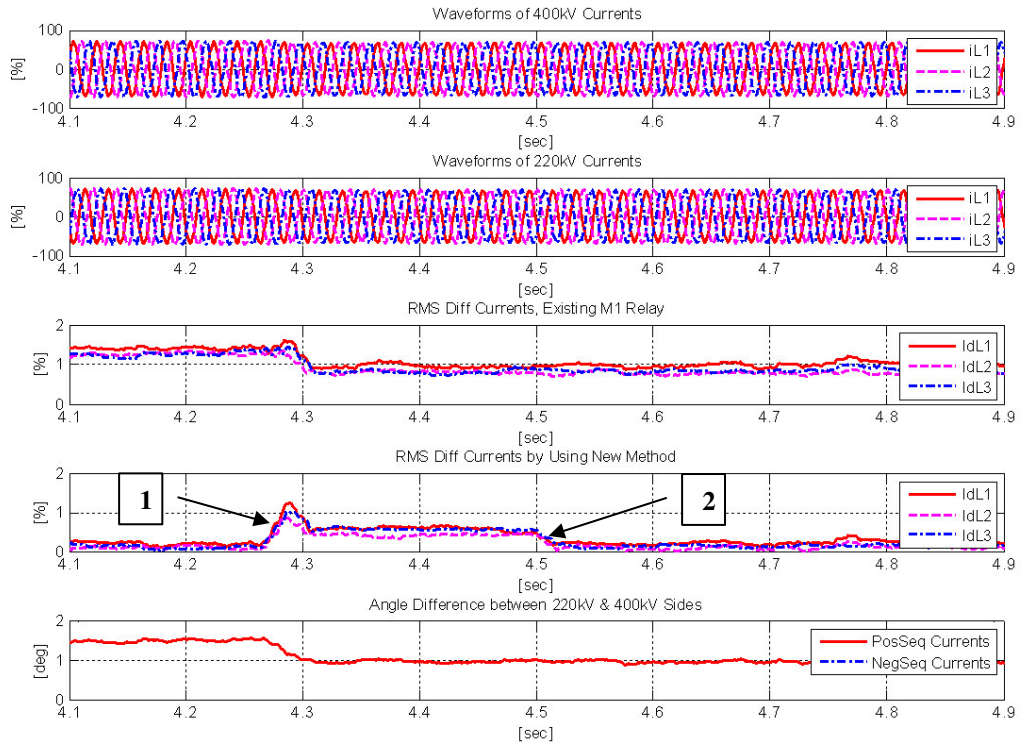 Waveforms of 400kV Currents
[%]
100
0
-100
4.1 4.2 4.3 4.4 4.5 4.6 4.7 4.8 4.9
[sec]
iL1
iL2
iL3
Waveforms of 220kV Currents
[%]
100
0
-100
4.1 4.2 4.3 4.4 4.5 4.6 4.7 4.8 4.9
[sec]
iL1
iL2
iL3
RMS Diff Currents, Existing M1 Relay
[%]
2
1
0
4.1 4.2 4.3 4.4 4.5 4.6 4.7 4.8 4.9
[sec]
IdL1
IdL2
IdL3
RMS Diff Currents by Using New Method
[%]
2
1
0
1
2
4.1 4.2 4.3 4.4 4.5 4.6 4.7 4.8 4.9
[sec]
IdL1
IdL2
IdL3
Angle Difference between 220kV & 400kV Sides
[deg]
2
1
0
4.1 4.2 4.3 4.4 4.5 4.6 4.7 4.8 4.9
[sec]
PosSeq Currents
NegSeq Currents